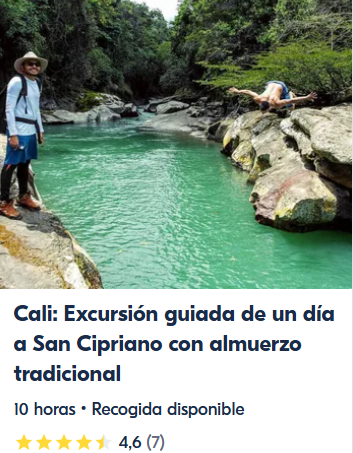 Cali: Excursión guiada de un día
a San Cipriano con almuerzo
tradicional
10 horas • Recogida disponible
4,6 (7)